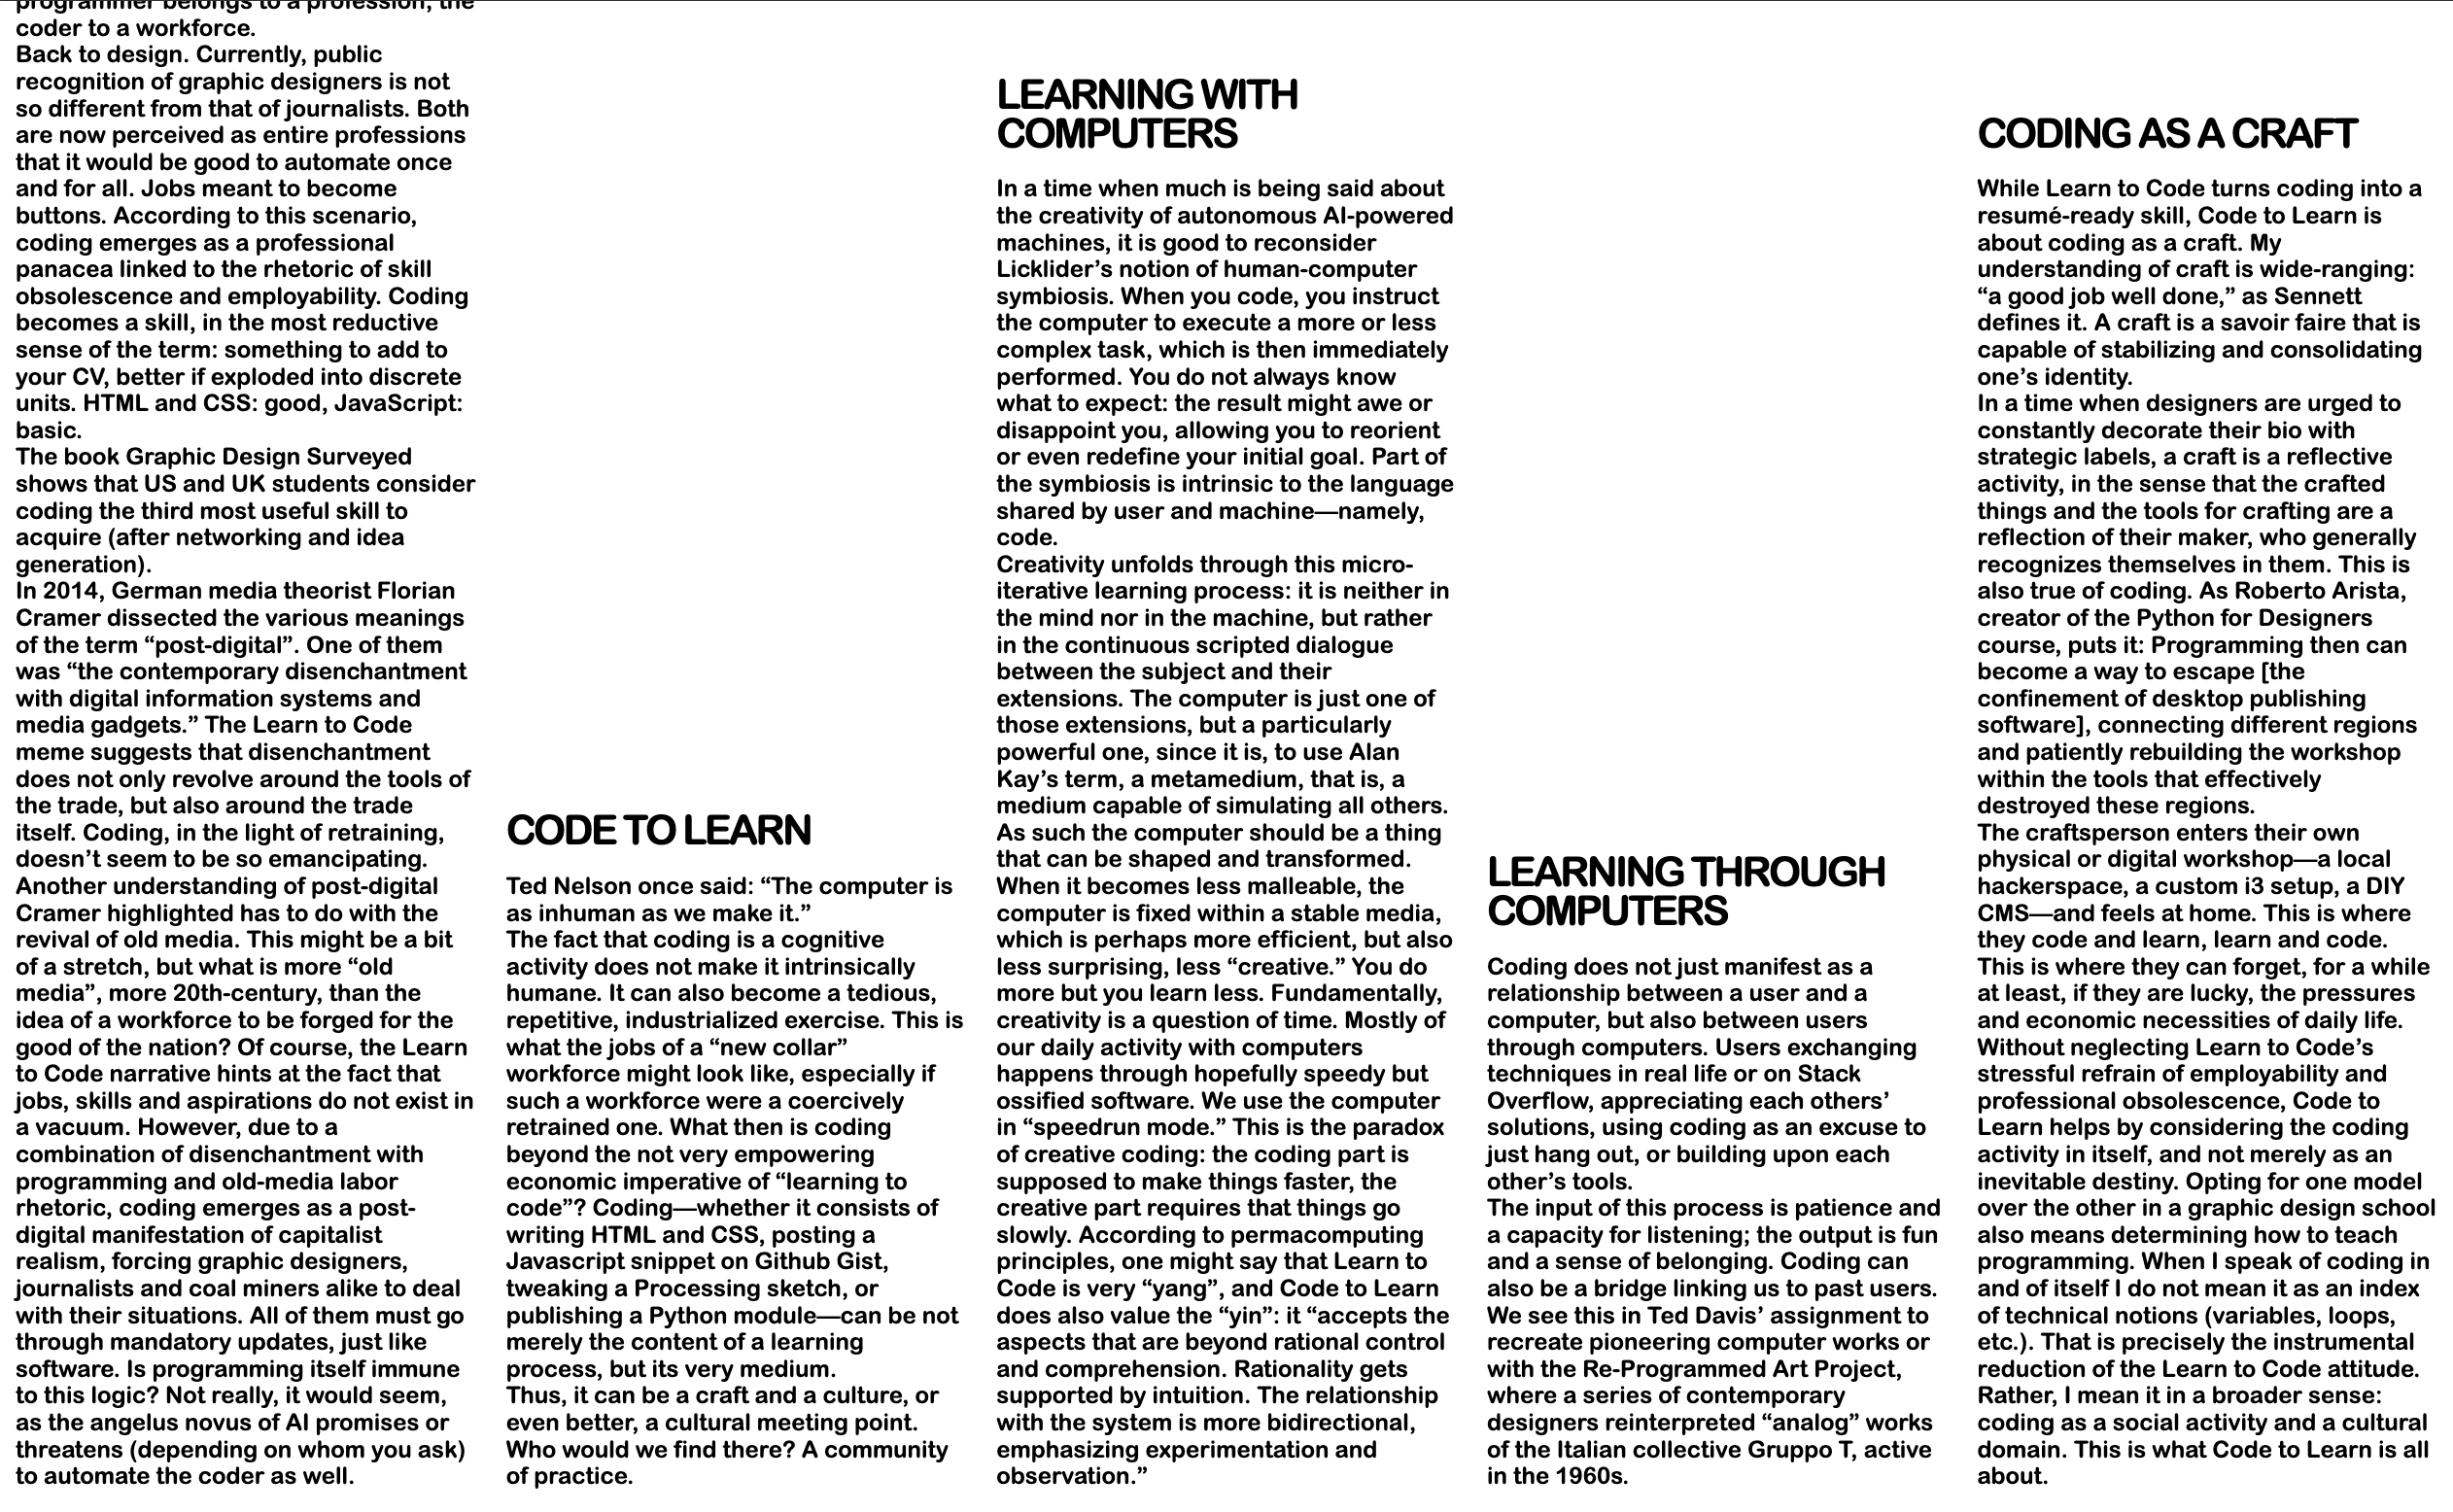 programmer belongs to a profession, the
coder to a workforce.
Back to design. Currently, public
recognition of graphic designers is not
so different from that of journalists. Both
are now perceived as entire professions
that it would be good to automate once
and for all. Jobs meant to become
buttons. According to this scenario,
coding emerges as a professional
panacea linked to the rhetoric of skill
obsolescence and employability. Coding
becomes a skill, in the most reductive
sense of the term: something to add to
your CV, better if exploded into discrete
units. HTML and CSS: good, JavaScript:
basic.
The book Graphic Design Surveyed
shows that US and UK students consider
coding the third most useful skill to
acquire (after networking and idea
generation).
In 2014, German media theorist Florian
Cramer dissected the various meanings
of the term “post-digital”. One of them
was “the contemporary disenchantment
with digital information systems and
media gadgets.” The Learn to Code
meme suggests that disenchantment
does not only revolve around the tools of
the trade, but also around the trade
itself. Coding, in the light of retraining,
doesn’t seem to be so emancipating.
Another understanding of post-digital
Cramer highlighted has to do with the
revival of old media. This might be a bit
of a stretch, but what is more “old
media”, more 20th-century, than the
idea of a workforce to be forged for the
good of the nation? Of course, the Learn
to Code narrative hints at the fact that
jobs, skills and aspirations do not exist in
a vacuum. However, due to a
combination of disenchantment with
programming and old-media labor
rhetoric, coding emerges as a post-
digital manifestation of capitalist
realism, forcing graphic designers,
journalists and coal miners alike to deal
with their situations. All of them must go
through mandatory updates, just like
software. Is programming itself immune
to this logic? Not really, it would seem,
as the angelus novus of AI promises or
threatens (depending on whom you ask)
to automate the coder as well.
CODE TO LEARN
Ted Nelson once said: “The computer is
as inhuman as we make it.”
The fact that coding is a cognitive
activity does not make it intrinsically
humane. It can also become a tedious,
repetitive, industrialized exercise. This is
what the jobs of a “new collar”
workforce might look like, especially if
such a workforce were a coercively
retrained one. What then is coding
beyond the not very empowering
economic imperative of “learning to
code”? Coding—whether it consists of
writing HTML and CSS, posting a
Javascript snippet on Github Gist,
tweaking a Processing sketch, or
publishing a Python module—can be not
merely the content of a learning
process, but its very medium.
Thus, it can be a craft and a culture, or
even better, a cultural meeting point.
Who would we find there? A community
of practice.
LEARNING WITH
COMPUTERS
In a time when much is being said about
the creativity of autonomous AI-powered
machines, it is good to reconsider
Licklider’s notion of human-computer
symbiosis. When you code, you instruct
the computer to execute a more or less
complex task, which is then immediately
performed. You do not always know
what to expect: the result might awe or
disappoint you, allowing you to reorient
or even redefine your initial goal. Part of
the symbiosis is intrinsic to the language
shared by user and machine—namely,
code.
Creativity unfolds through this micro-
iterative learning process: it is neither in
the mind nor in the machine, but rather
in the continuous scripted dialogue
between the subject and their
extensions. The computer is just one of
those extensions, but a particularly
powerful one, since it is, to use Alan
Kay’s term, a metamedium, that is, a
medium capable of simulating all others.
As such the computer should be a thing
that can be shaped and transformed.
When it becomes less malleable, the
computer is fixed within a stable media,
which is perhaps more efficient, but also
less surprising, less “creative.” You do
more but you learn less. Fundamentally,
creativity is a question of time. Mostly of
our daily activity with computers
happens through hopefully speedy but
ossified software. We use the computer
in “speedrun mode.” This is the paradox
of creative coding: the coding part is
supposed to make things faster, the
creative part requires that things go
slowly. According to permacomputing
principles, one might say that Learn to
Code is very “yang”, and Code to Learn
does also value the “yin”: it “accepts the
aspects that are beyond rational control
and comprehension. Rationality gets
supported by intuition. The relationship
with the system is more bidirectional,
emphasizing experimentation and
observation.”
LEARNING THROUGH
COMPUTERS
Coding does not just manifest as a
relationship between a user and a
computer, but also between users
through computers. Users exchanging
techniques in real life or on Stack
Overflow, appreciating each others’
solutions, using coding as an excuse to
just hang out, or building upon each
other’s tools.
The input of this process is patience and
a capacity for listening; the output is fun
and a sense of belonging. Coding can
also be a bridge linking us to past users.
We see this in Ted Davis’ assignment to
recreate pioneering computer works or
with the Re-Programmed Art Project,
where a series of contemporary
designers reinterpreted “analog” works
of the Italian collective Gruppo T, active
in the 1960s.
CODING AS A CRAFT
While Learn to Code turns coding into a
resumé-ready skill, Code to Learn is
about coding as a craft. My
understanding of craft is wide-ranging:
“a good job well done,” as Sennett
defines it. A craft is a savoir faire that is
capable of stabilizing and consolidating
one’s identity.
In a time when designers are urged to
constantly decorate their bio with
strategic labels, a craft is a reflective
activity, in the sense that the crafted
things and the tools for crafting are a
reflection of their maker, who generally
recognizes themselves in them. This is
also true of coding. As Roberto Arista,
creator of the Python for Designers
course, puts it: Programming then can
become a way to escape [the
confinement of desktop publishing
software], connecting different regions
and patiently rebuilding the workshop
within the tools that effectively
destroyed these regions.
The craftsperson enters their own
physical or digital workshop—a local
hackerspace, a custom i3 setup, a DIY
CMS—and feels at home. This is where
they code and learn, learn and code.
This is where they can forget, for a while
at least, if they are lucky, the pressures
and economic necessities of daily life.
Without neglecting Learn to Code’s
stressful refrain of employability and
professional obsolescence, Code to
Learn helps by considering the coding
activity in itself, and not merely as an
inevitable destiny. Opting for one model
over the other in a graphic design school
also means determining how to teach
programming. When I speak of coding in
and of itself I do not mean it as an index
of technical notions (variables, loops,
etc.). That is precisely the instrumental
reduction of the Learn to Code attitude.
Rather, I mean it in a broader sense:
coding as a social activity and a cultural
domain. This is what Code to Learn is all
about.